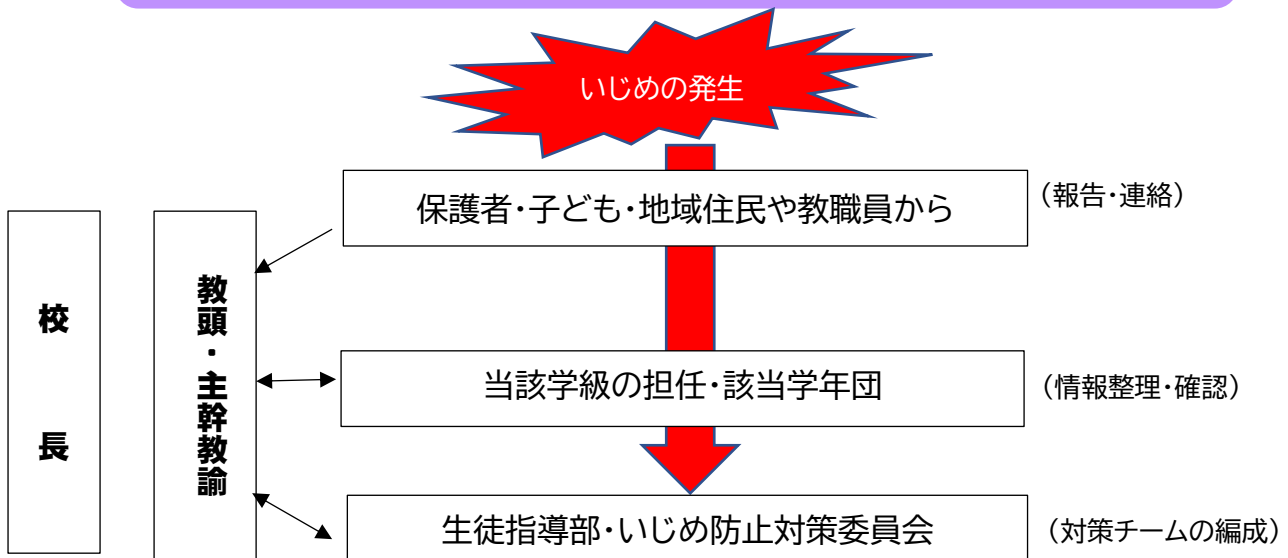 いじめの発生
保護者・子ども・地域住民や教職員から
（報告・連絡）
校長
教頭・主幹教諭
当該学級の担任・該当学年団
（情報整理・確認）
生徒指導部・いじめ防止対策委員会
（対策チームの編成）